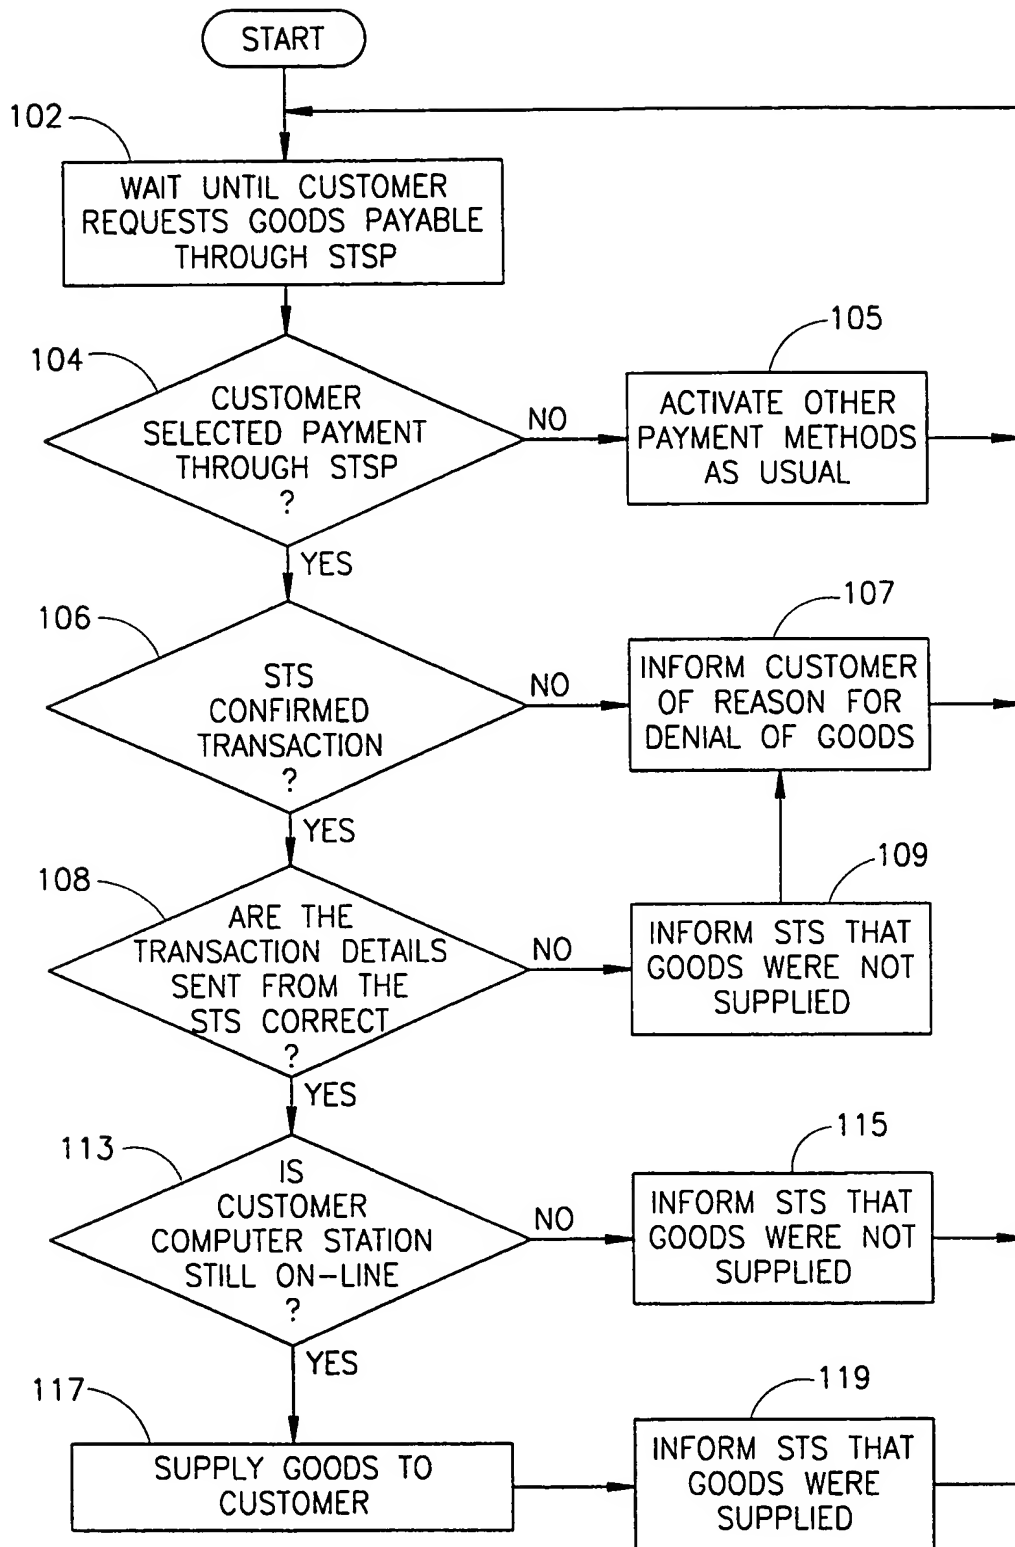 START
102
WAIT UNTIL CUSTOMER
REQUESTS GOODS PAYABLE
THROUGH STSP
104
CUSTOMER
SELECTED PAYMENT
THROUGH STSP
?
NO
105
ACTIVATE OTHER
PAYMENT METHODS
AS USUAL
YES
106
STS
CONFIRMED
TRANSACTION
?
NO
107
INFORM CUSTOMER
OF REASON FOR
DENIAL OF GOODS
YES
108
ARE THE
TRANSACTION DETAILS
SENT FROM THE
STS CORRECT
?
NO
109
INFORM STS THAT
GOODS WERE NOT
SUPPLIED
YES
113
IS
CUSTOMER
COMPUTER STATION
STILL ON-LINE
?
NO
115
INFORM STS THAT
GOODS WERE NOT
SUPPLIED
YES
117
SUPPLY GOODS TO
CUSTOMER
119
INFORM STS THAT
GOODS WERE
SUPPLIED